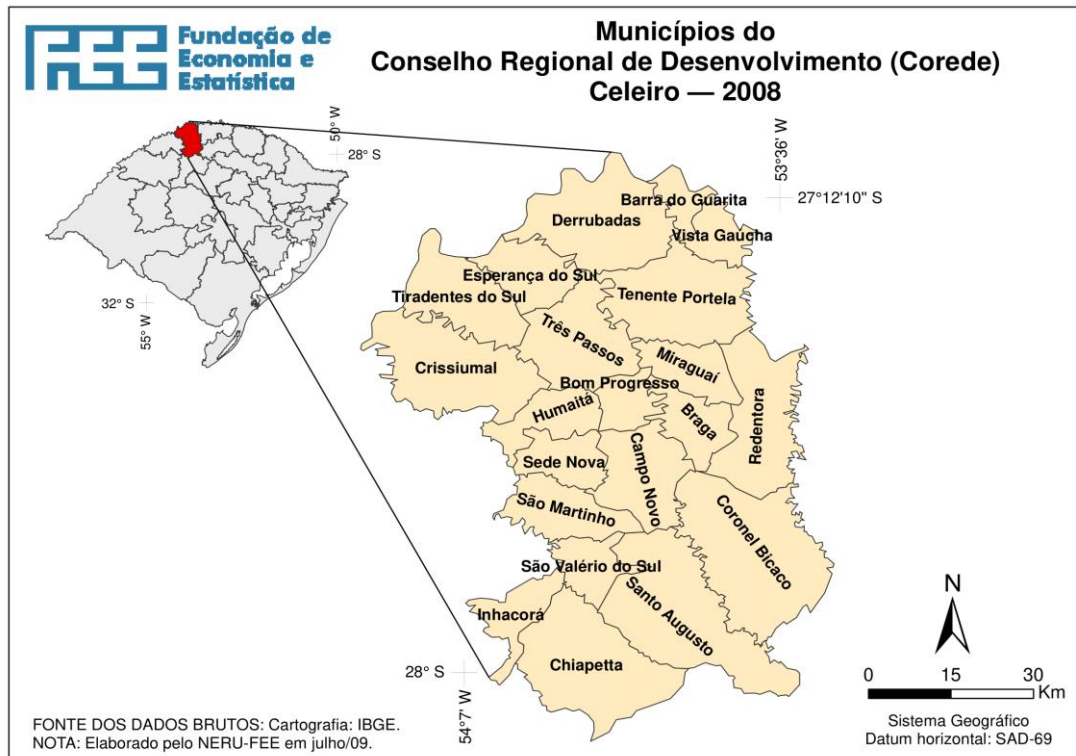 FEE
Fundação de
Economia e
Estatística
Municípios do
Conselho Regional de Desenvolvimento (Corede)
Celeiro — 2008
50° W
28° S
32° S
55° W
53°36' W
27°12'10" S
Barra do Guarita
Derrubadas
Vista Gaucha
Esperança do Sul
Tenente Portela
Tiradentes do Sul
Três Passos
Miraguaí
Crissiumal
Bom Progresso
Humaitá
Braga
Redentora
Sede Nova
Campo Novo
São Martinho
Coronel Bicaco
São Valério do Sul
Santo Augusto
Inhacorá
Chiapetta
28° S
54°7' W
N
0 15 30
Km
Sistema Geográfico
Datum horizontal: SAD-69
FONTE DOS DADOS BRUTOS: Cartografia: IBGE.
NOTA: Elaborado pelo NERU-FEE em julho/09.